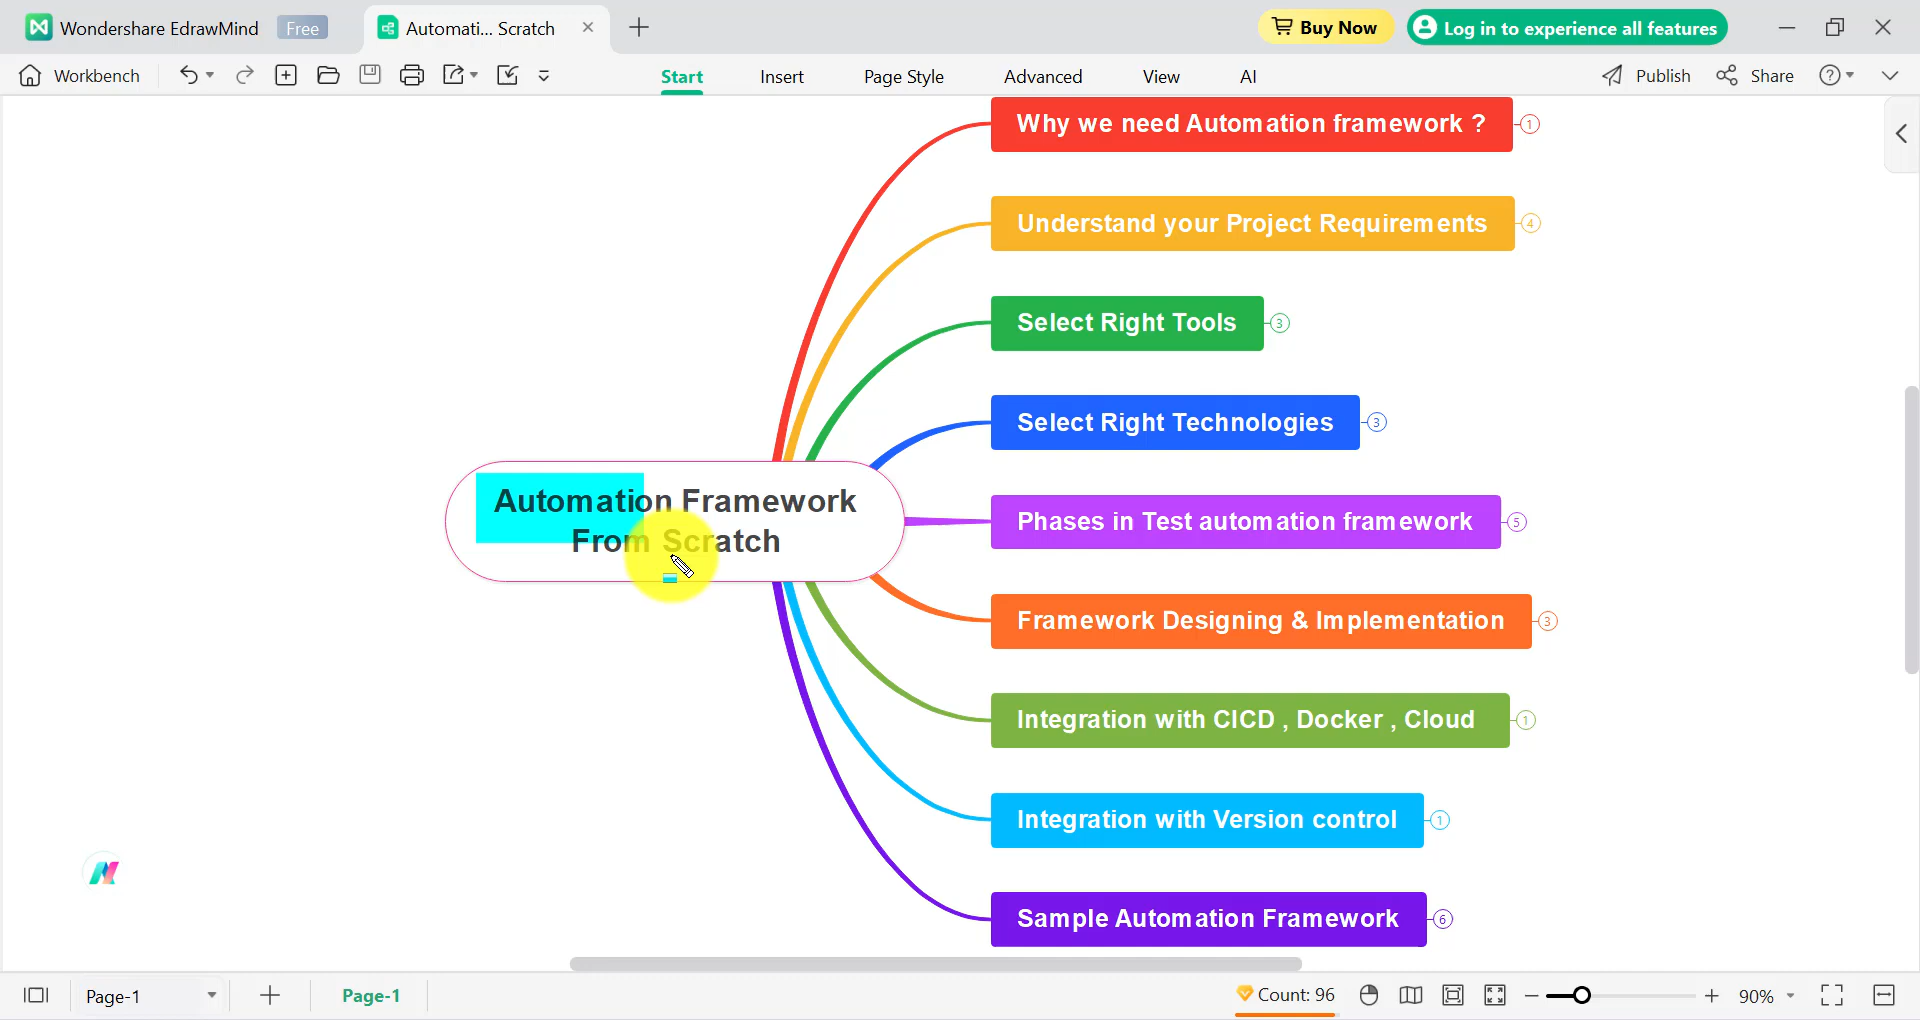 Wondershare EdrawMind Free Automati... Scratch Buy Now Log in to experience all features
Workbench Start Insert Page Style Advanced View AI Publish Share
Why we need Automation framework ? 1
Understand your Project Requirements 4
Select Right Tools 3
Select Right Technologies 3
Automation Framework
From Scratch
Phases in Test automation framework 5
Framework Designing & Implementation 3
Integration with CICD , Docker , Cloud 1
Integration with Version control 1
Sample Automation Framework 6
Page-1 Page-1 Count: 96 90%